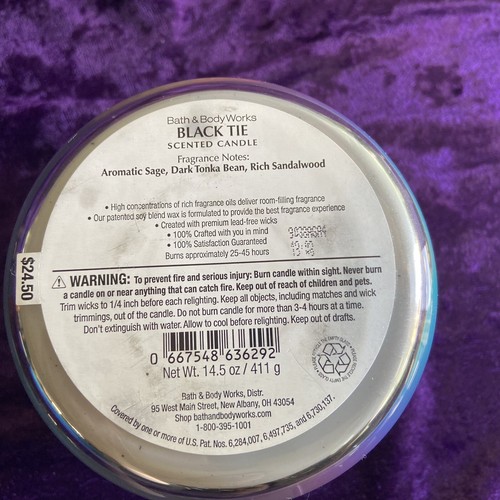 Bath & Body Works
BLACK TIE
SCENTED CANDLE
Fragrance Notes:
Aromatic Sage, Dark Tonka Bean, Rich Sandalwood
• High concentrations of rich fragrance oils deliver room-filling fragrance
• Our patented soy blend wax is formulated to provide the best fragrance experience
• Created with premium lead-free wicks
• 100% Crafted with you in mind
• 100% Satisfaction Guaranteed
Burns approximately 25-45 hours
$24.50
WARNING: To prevent fire and serious injury: Burn candle within sight. Never burn
a candle on or near anything that can catch fire. Keep out of reach of children and pets.
Trim wicks to 1/4 inch before each relighting. Keep all objects, including matches and wick
trimmings, out of the candle. Do not burn candle for more than 3-4 hours at a time.
Don't extinguish with water. Allow to cool before relighting. Keep out of drafts.
0 667548 636292
Net Wt. 14.5 oz / 411 g
Bath & Body Works, Distr.
95 West Main Street, New Albany, OH 43054
Shop bathandbodyworks.com
1-800-395-1001
Covered by one or more of U.S. Pat. Nos. 6,284,007, 6,497,735, and 6,730,137.